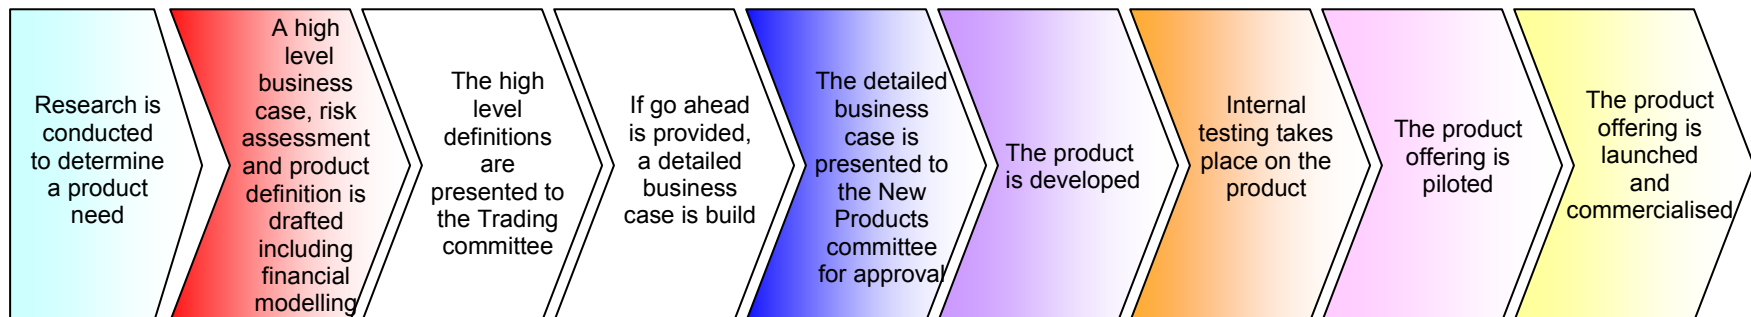 Research is
conducted
to determine
a product
need
A high
level
business
case, risk
assessment
and product
definition is
drafted
including
financial
modelling
The high
level
definitions
are
presented to
the Trading
committee
If go ahead
is provided,
a detailed
business
case is build
The detailed
business
case is
presented to
the New
Products
committee
for approval
The product
is developed
Internal
testing takes
place on the
product
The product
offering is
piloted
The product
offering is
launched
and
commercialised